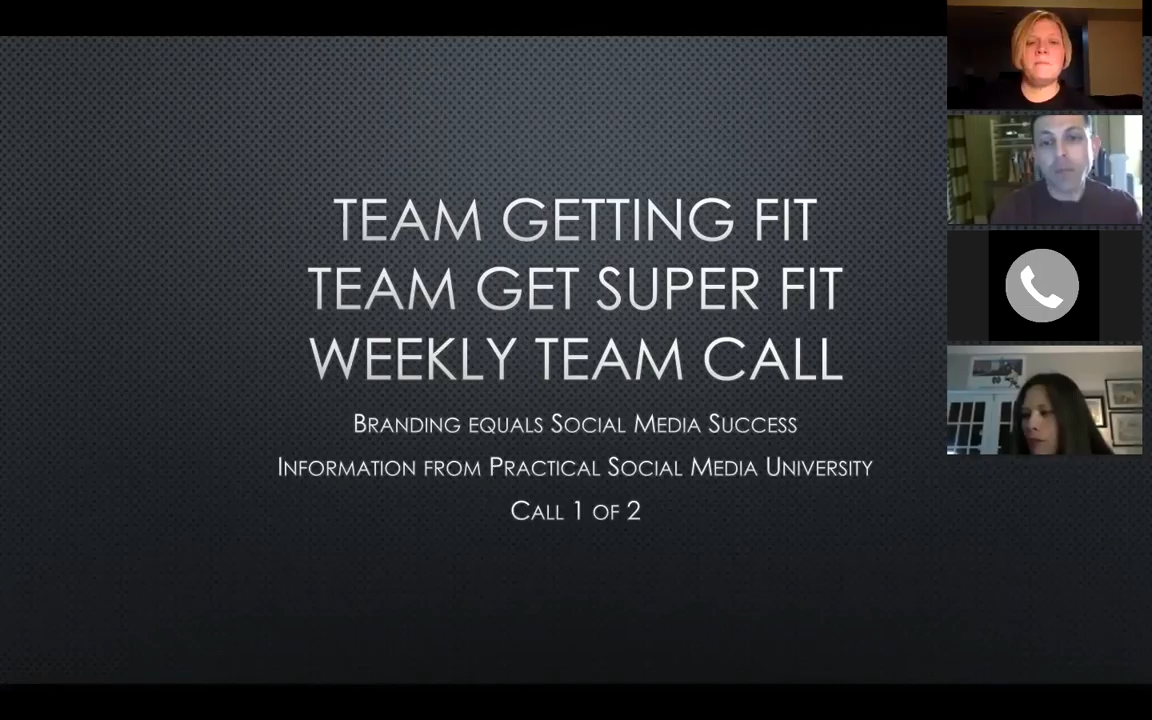 TEAM GETTING FIT
TEAM GET SUPER FIT
WEEKLY TEAM CALL
BRANDING EQUALS SOCIAL MEDIA SUCCESS
INFORMATION FROM PRACTICAL SOCIAL MEDIA UNIVERSITY
CALL 1 OF 2